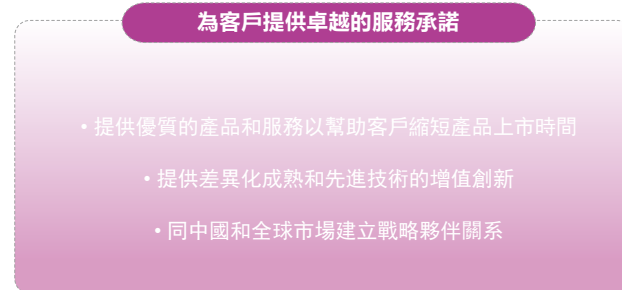 為客戶提供卓越的服務承諾
• 提供優質的產品和服務以幫助客戶縮短產品上市時間
• 提供差異化成熟和先進技術的增值創新
• 同中國和全球市場建立戰略夥伴關系